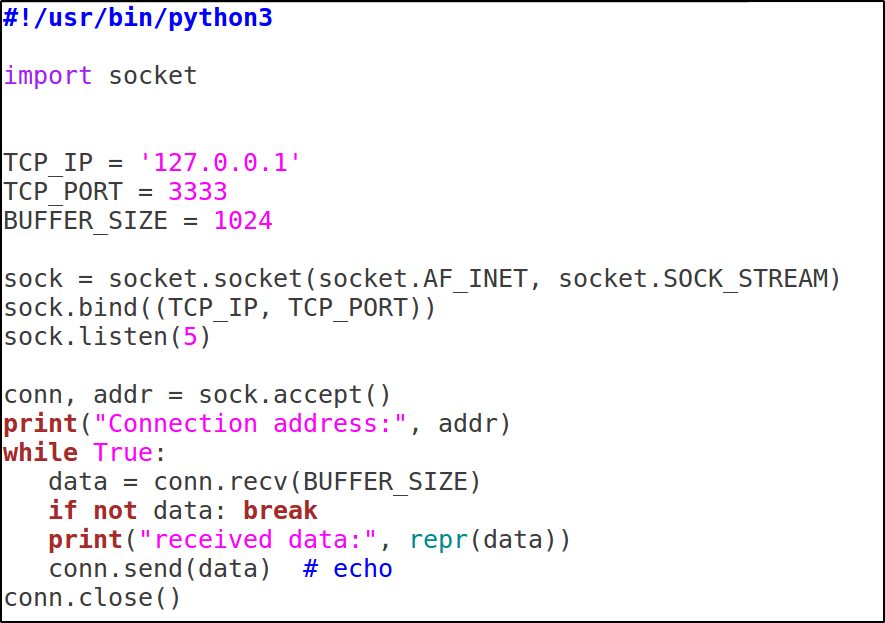 #!/usr/bin/python3
import socket
TCP_IP = '127.0.0.1'
TCP_PORT = 3333
BUFFER_SIZE = 1024
sock = socket.socket(socket.AF_INET, socket.SOCK_STREAM)
sock.bind((TCP_IP, TCP_PORT))
sock.listen(5)
conn, addr = sock.accept()
print("Connection address:", addr)
while True:
   data = conn.recv(BUFFER_SIZE)
   if not data: break
   print("received data:", repr(data))
   conn.send(data)  # echo
conn.close()